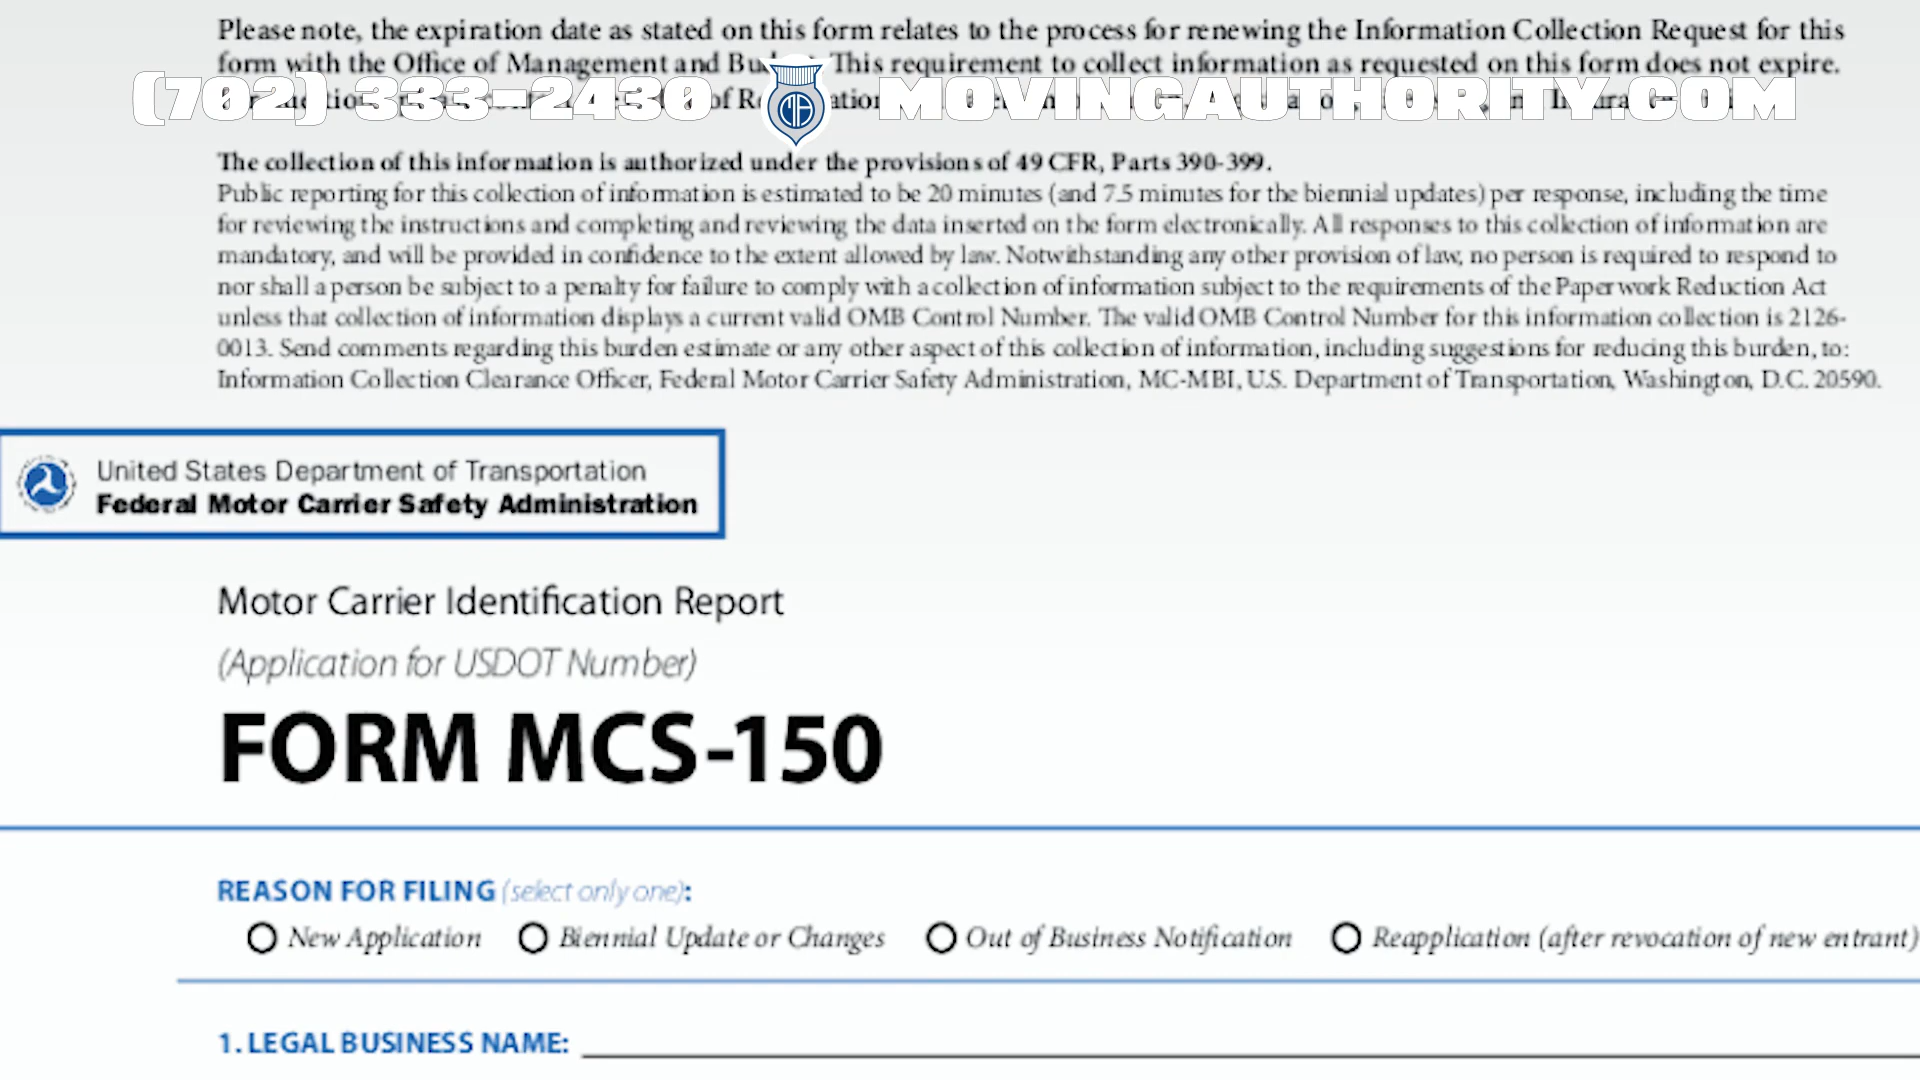 Please note, the expiration date as stated on this form relates to the process for renewing the Information Collection Request for this
form with the Office of Management and This requirement to collect information as requested on this form does not expire.
(702) 333-2430 MA MOVINGAUTHORITY.COM
The collection of this information is authorized under the provisions of 49 CFR, Parts 390-399.
Public reporting for this collection of information is estimated to be 20 minutes (and 7.5 minutes for the biennial updates) per response, including the time
for reviewing the instructions and completing and reviewing the data inserted on the form electronically. All responses to this collection of information are
mandatory, and will be provided in confidence to the extent allowed by law. Notwithstanding any other provision of law, no person is required to respond to
nor shall a person be subject to a penalty for failure to comply with a collection of information subject to the requirements of the Paperwork Reduction Act
unless that collection of information displays a current valid OMB Control Number. The valid OMB Control Number for this information collection is 2126-
0013. Send comments regarding this burden estimate or any other aspect of this collection of information, including suggestions for reducing this burden, to:
Information Collection Clearance Officer, Federal Motor Carrier Safety Administration, MC-MBI, U.S. Department of Transportation, Washington, D.C. 20590.
United States Department of Transportation
Federal Motor Carrier Safety Administration
Motor Carrier Identification Report
(Application for USDOT Number)
FORM MCS-150
REASON FOR FILING (select only one):
New Application Biennial Update or Changes Out of Business Notification Reapplication (after revocation of new entrant)
1. LEGAL BUSINESS NAME: